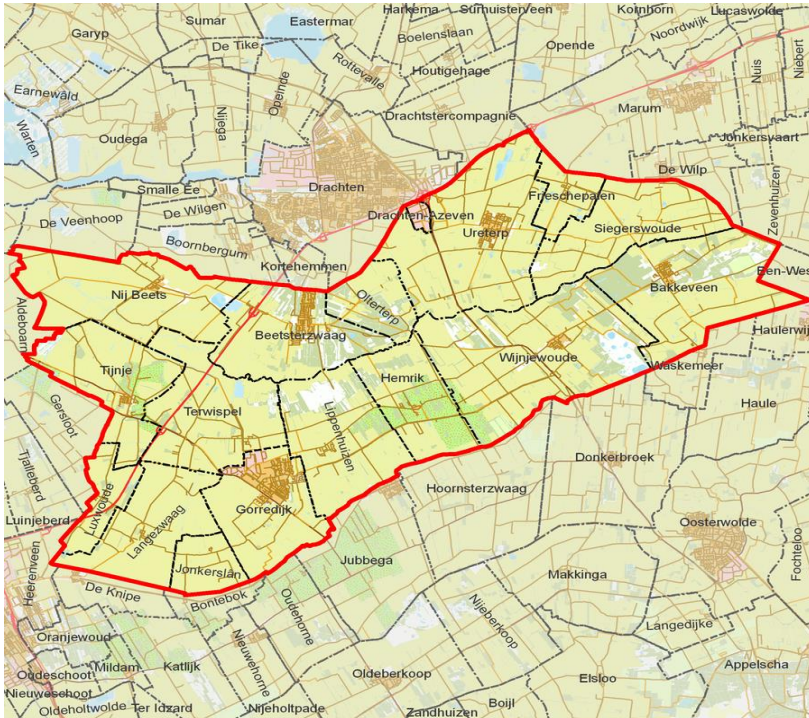 Harkema
Surhuisterveen
Kornhorn
Lucaswolde
Sumar
Eastermar
Garyp
De Tike
Boelenslaan
Noordwijk
Opende
Rottevalle
Houtigehage
Nuis
Niebert
Earnewâld
Opeinde
Marum
Drachtstercompagnie
Warten
Oudega
Nijega
Jonkersvaart
De Wilp
Smalle Ee
Drachten
De Wilgen
Drachten-Azeven
Freschepalen
Zevenhuizen
De Veenhoop
Ureterp
Siegerswoude
Boornbergum
Kortehemmen
Een-Wes
Nij Beets
Bakkeveen
Olterterp
Aldeboarn
Beetsterzwaag
Haulerwij
Wijnjewoude
Waskemeer
Tijnje
Hemrik
Gersloot
Terwispel
Lippenhuizen
Haule
Tjalleberd
Donkerbroek
Hoornsterzwaag
Luxwoude
Gorredijk
Luinjeberd
Langezwaag
Oosterwolde
Fochteloo
Jubbega
Jonkerslân
Heerenveen
De Knipe
Bontebok
Makkinga
Oudehorne
Nijeberkoop
Langedijke
Oranjewoud
Nieuwehorne
Mildam
Katlijk
Appelscha
Oudeschoot
Oldeberkoop
Elsloo
Nieuweschoot
Oldeholtwolde
Ter Idzard
Nijeholtpade
Zandhuizen
Boijl